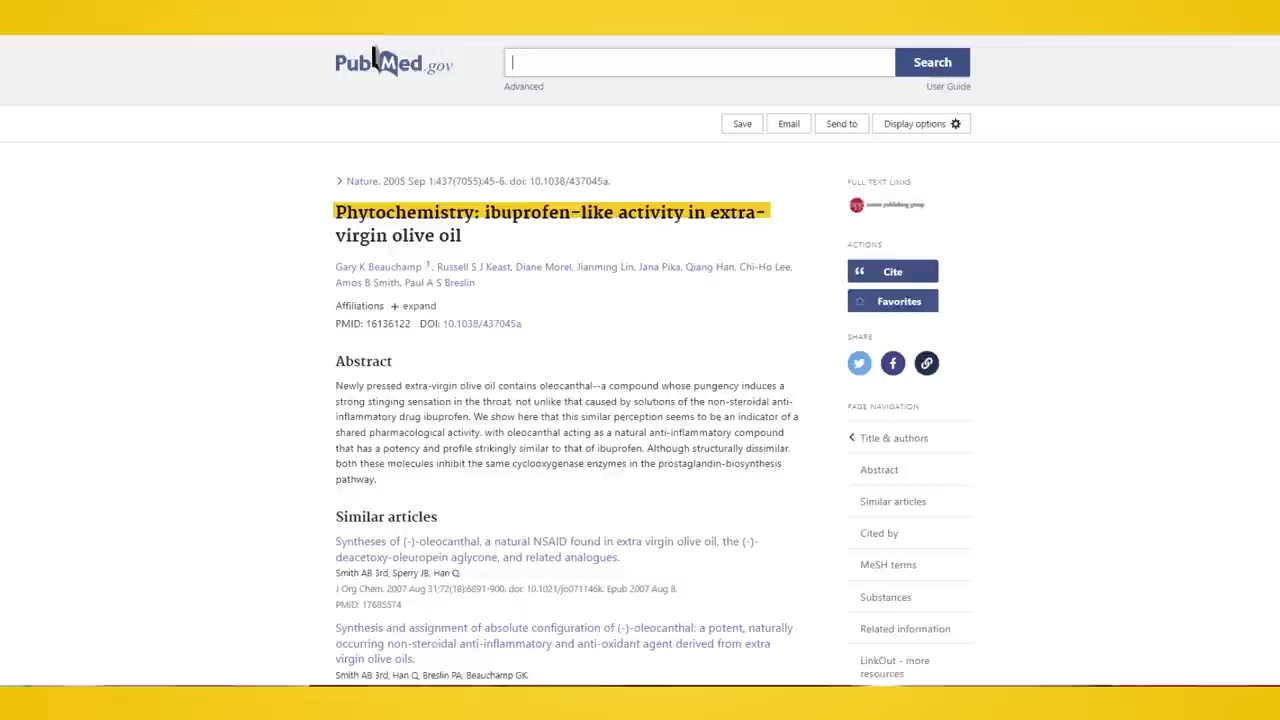 PubMed.gov
Search
Advanced
User Guide
Save
Email
Send to
Display options
Nature. 2005 Sep 1;437(7055):45-6. doi: 10.1038/437045a.
Phytochemistry: ibuprofen-like activity in extra-
virgin olive oil
Gary K Beauchamp 1, Russell S J Keast, Diane Morel, Jianming Lin, Jana Pika, Qiang Han, Chi-Ho Lee,
Amos B Smith, Paul A S Breslin
Affiliations + expand
PMID: 16136122 DOI: 10.1038/437045a
Abstract
Newly pressed extra-virgin olive oil contains oleocanthal--a compound whose pungency induces a
strong stinging sensation in the throat, not unlike that caused by solutions of the non-steroidal anti-
inflammatory drug ibuprofen. We show here that this similar perception seems to be an indicator of a
shared pharmacological activity, with oleocanthal acting as a natural anti-inflammatory compound
that has a potency and profile strikingly similar to that of ibuprofen. Although structurally dissimilar,
both these molecules inhibit the same cyclooxygenase enzymes in the prostaglandin-biosynthesis
pathway.
Similar articles
Syntheses of (-)-oleocanthal, a natural NSAID found in extra virgin olive oil, the (-)-
deacetoxy-oleuropein aglycone, and related analogues.
Smith AB 3rd, Sperry JB, Han Q.
J Org Chem. 2007 Aug 31;72(18):6891-900. doi: 10.1021/jo071146k. Epub 2007 Aug 8.
PMID: 17685574
Synthesis and assignment of absolute configuration of (-)-oleocanthal: a potent, naturally
occurring non-steroidal anti-inflammatory and anti-oxidant agent derived from extra
virgin olive oils.
Smith AB 3rd, Han Q, Breslin PA, Beauchamp GK.
FULL TEXT LINKS
nature publishing group
ACTIONS
Cite
Favorites
SHARE
PAGE NAVIGATION
Title & authors
Abstract
Similar articles
Cited by
MeSH terms
Substances
Related information
LinkOut - more
resources